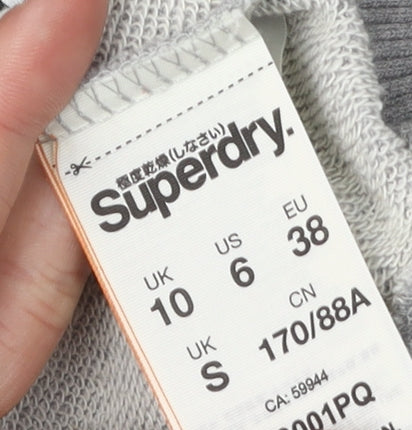 極度乾燥(しなさい)
Superdry.
UK US EU
10 6 38
UK CN
S 170/88A
CA: 59944
001PQ